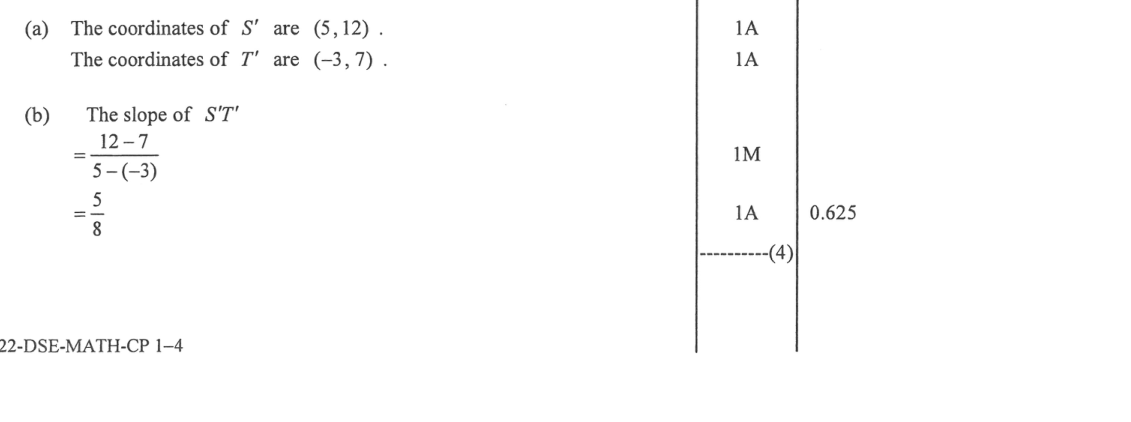 (a) The coordinates of S′ are (5, 12) . 1A
The coordinates of T′ are (−3, 7) . 1A
(b) The slope of S′T′
= (12 − 7) / (5 − (−3)) 1M
= 5/8 1A 0.625
----------(4)
22-DSE-MATH-CP 1–4